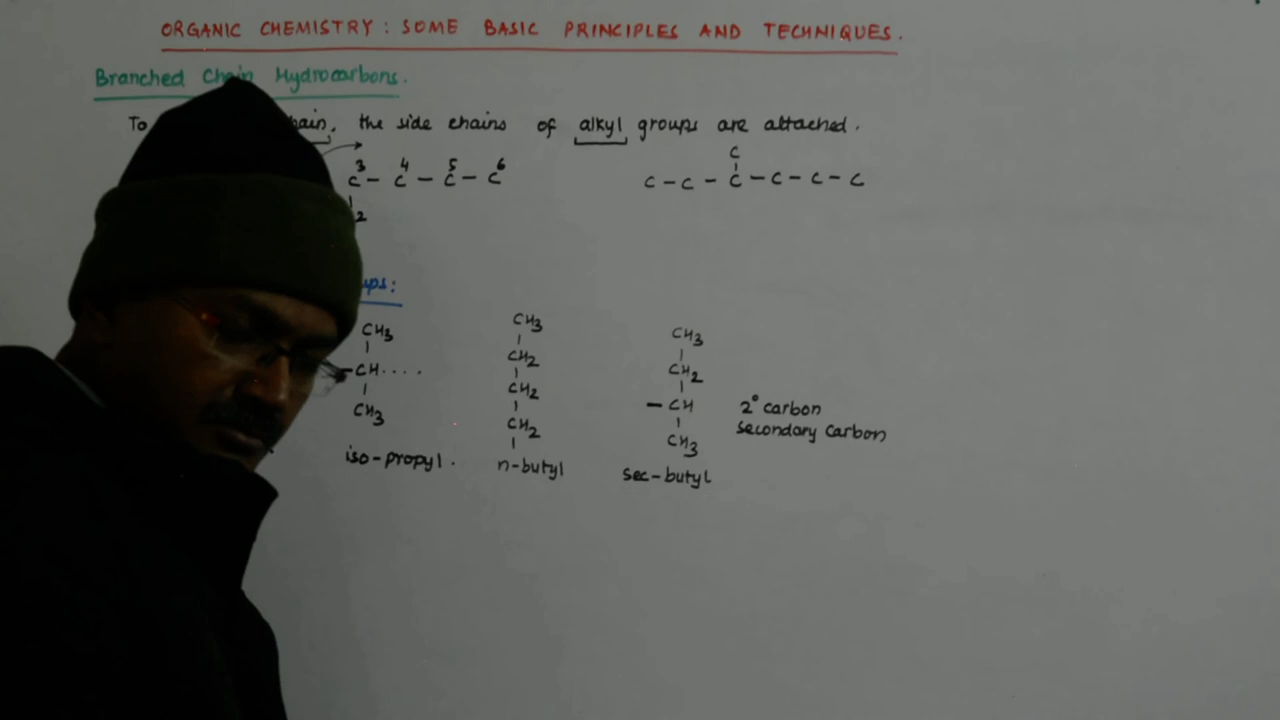 ORGANIC CHEMISTRY : SOME BASIC PRINCIPLES AND TECHNIQUES.
Branched Chain Hydrocarbons.
To the side chains of alkyl groups are attached.
C
3 4 5 6
C - C - C - C
C - C - C - C - C - C
2
CH3
-CH....
CH3
iso-propyl.
CH3
CH2
CH2
CH2
n-butyl
CH3
CH2
- CH
CH3
sec-butyl
2° carbon
secondary carbon